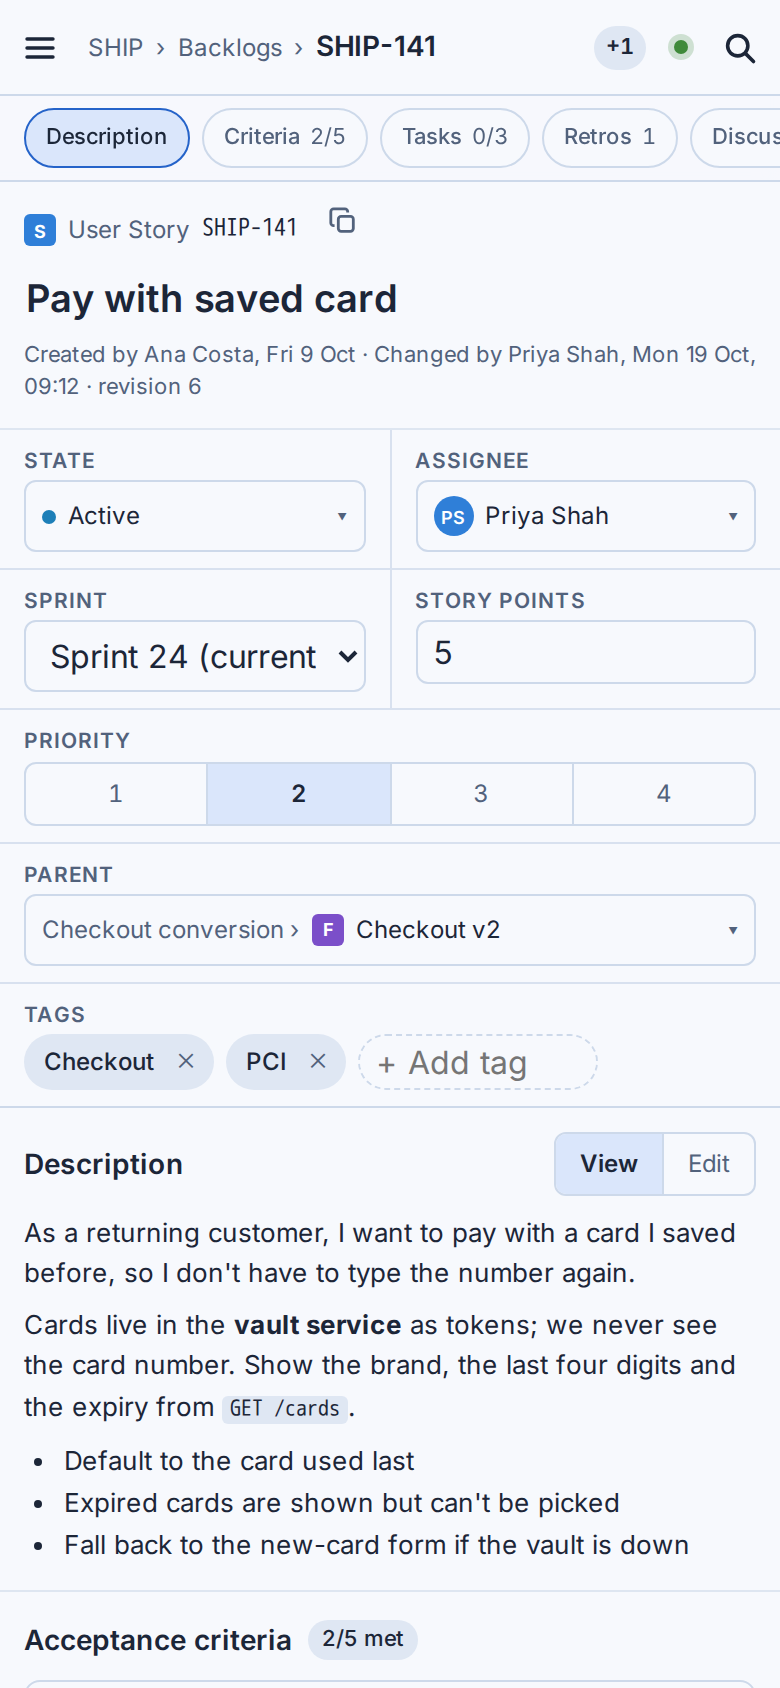 SHIP › Backlogs › SHIP-141 +1
Description Criteria 2/5 Tasks 0/3 Retros 1 Discus
S User Story SHIP-141
Pay with saved card
Created by Ana Costa, Fri 9 Oct · Changed by Priya Shah, Mon 19 Oct,
09:12 · revision 6
STATE ASSIGNEE
Active ▾ PS Priya Shah ▾
SPRINT STORY POINTS
Sprint 24 (current 5
PRIORITY
1 2 3 4
PARENT
Checkout conversion › F Checkout v2 ▾
TAGS
Checkout × PCI × + Add tag
Description View Edit
As a returning customer, I want to pay with a card I saved
before, so I don't have to type the number again.
Cards live in the vault service as tokens; we never see
the card number. Show the brand, the last four digits and
the expiry from GET /cards.
• Default to the card used last
• Expired cards are shown but can't be picked
• Fall back to the new-card form if the vault is down
Acceptance criteria 2/5 met